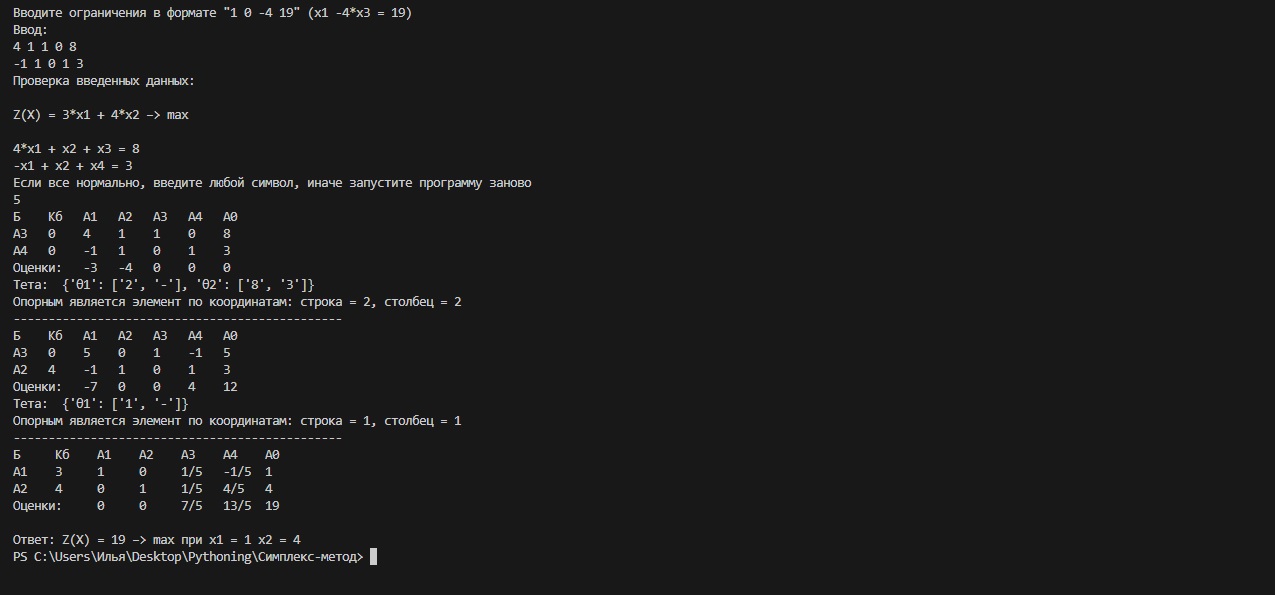 Вводите ограничения в формате "1 0 -4 19" (x1 -4*x3 = 19)
Ввод:
4 1 1 0 8
-1 1 0 1 3
Проверка введенных данных:
Z(X) = 3*x1 + 4*x2 -> max
4*x1 + x2 + x3 = 8
-x1 + x2 + x4 = 3
Если все нормально, введите любой символ, иначе запустите программу заново
5
Б Кб A1 A2 A3 A4 A0
A3 0 4 1 1 0 8
A4 0 -1 1 0 1 3
Оценки: -3 -4 0 0 0
Тета: {'θ1': ['2', '-'], 'θ2': ['8', '3']}
Опорным является элемент по координатам: строка = 2, столбец = 2
-----------------------------------------------
Б Кб A1 A2 A3 A4 A0
A3 0 5 0 1 -1 5
A2 4 -1 1 0 1 3
Оценки: -7 0 0 4 12
Тета: {'θ1': ['1', '-']}
Опорным является элемент по координатам: строка = 1, столбец = 1
-----------------------------------------------
Б Кб A1 A2 A3 A4 A0
A1 3 1 0 1/5 -1/5 1
A2 4 0 1 1/5 4/5 4
Оценки: 0 0 7/5 13/5 19
Ответ: Z(X) = 19 -> max при x1 = 1 x2 = 4
PS C:\Users\Илья\Desktop\Pythoning\Симплекс-метод>